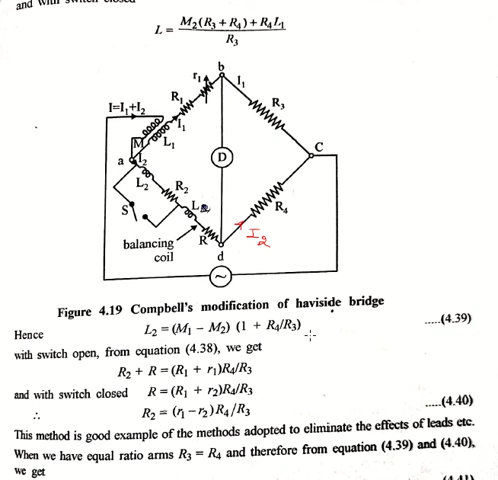 and with switch closed
L = M₂(R₃ + R₄) + R₄L₁ / R₃
b
r₁
I₁
R₁
R₃
I=I₁+I₂
I₁
M
L₁
a
I₂
D
C
L₂
R₂
L
S
R₄
balancing
coil
R
I₂
d
Figure 4.19 Compbell's modification of haviside bridge
Hence L₂ = (M₁ − M₂) (1 + R₄/R₃) .....(4.39)
with switch open, from equation (4.38), we get
R₂ + R = (R₁ + r₁)R₄/R₃
and with switch closed R = (R₁ + r₂)R₄/R₃
∴ R₂ = (r₁ − r₂) R₄/R₃ .....(4.40)
This method is good example of the methods adopted to eliminate the effects of leads etc.
When we have equal ratio arms R₃ = R₄ and therefore from equation (4.39) and (4.40),
we get